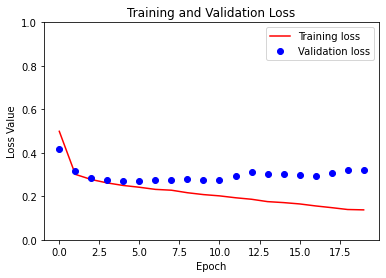 Training and Validation Loss
Training loss
Validation loss
Loss Value
1.0
0.8
0.6
0.4
0.2
0.0
0.0 2.5 5.0 7.5 10.0 12.5 15.0 17.5
Epoch